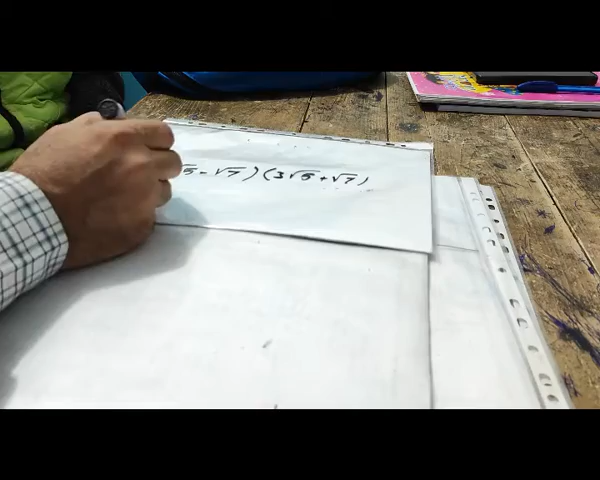 √5 - √7) (3√5 + √7)